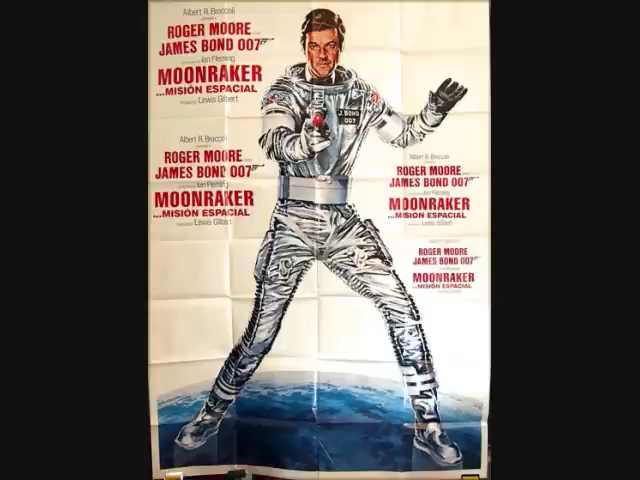 Albert R. Broccoli
ROGER MOORE
JAMES BOND 007
Ian Fleming
MOONRAKER
...MISIÓN ESPACIAL
Lewis Gilbert
J. BOND
007
Albert R. Broccoli
ROGER MOORE
JAMES BOND 007
Ian Fleming
MOONRAKER
...MISIÓN ESPACIAL
Lewis Gilbert
Albert R. Broccoli
ROGER MOORE
JAMES BOND 007
Ian Fleming
MOONRAKER
...MISIÓN ESPACIAL
Lewis Gilbert
ROGER MOORE
JAMES BOND 007
MOONRAKER
...MISIÓN ESPACIAL